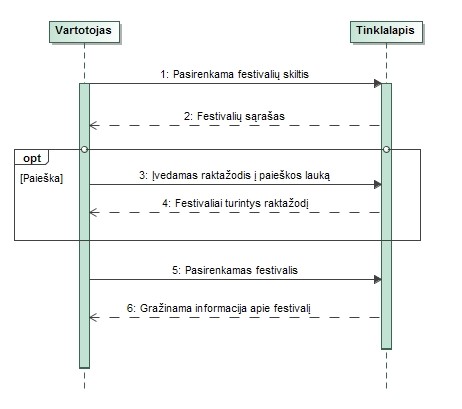 Vartotojas
Tinklalapis
1: Pasirenkama festivalių skiltis
2: Festivalių sąrašas
opt
[Paieška]
3: Įvedamas raktažodis į paieškos lauką
4: Festivaliai turintys raktažodį
5: Pasirenkamas festivalis
6: Gražinama informacija apie festivalį